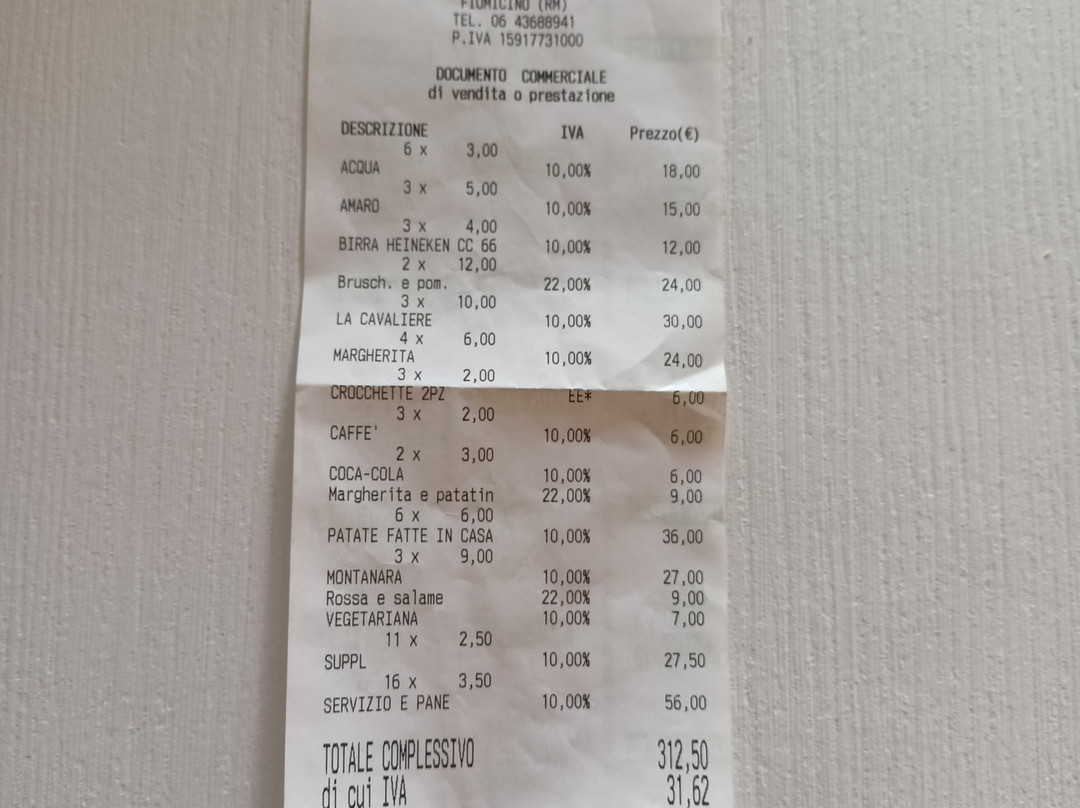 FIUMICINO (RM)
TEL. 06 43688941
P.IVA 15917731000
DOCUMENTO COMMERCIALE
di vendita o prestazione
DESCRIZIONE IVA Prezzo(€)
6 x 3,00
ACQUA 10,00% 18,00
3 x 5,00
AMARO 10,00% 15,00
3 x 4,00
BIRRA HEINEKEN CC 66 10,00% 12,00
2 x 12,00
Brusch. e pom. 22,00% 24,00
3 x 10,00
LA CAVALIERE 10,00% 30,00
4 x 6,00
MARGHERITA 10,00% 24,00
3 x 2,00
CROCCHETTE 2PZ EE* 6,00
3 x 2,00
CAFFE' 10,00% 6,00
2 x 3,00
COCA-COLA 10,00% 6,00
Margherita e patatin 22,00% 9,00
6 x 6,00
PATATE FATTE IN CASA 10,00% 36,00
3 x 9,00
MONTANARA 10,00% 27,00
Rossa e salame 22,00% 9,00
VEGETARIANA 10,00% 7,00
11 x 2,50
SUPPL 10,00% 27,50
16 x 3,50
SERVIZIO E PANE 10,00% 56,00
TOTALE COMPLESSIVO 312,50
di cui IVA 31,62